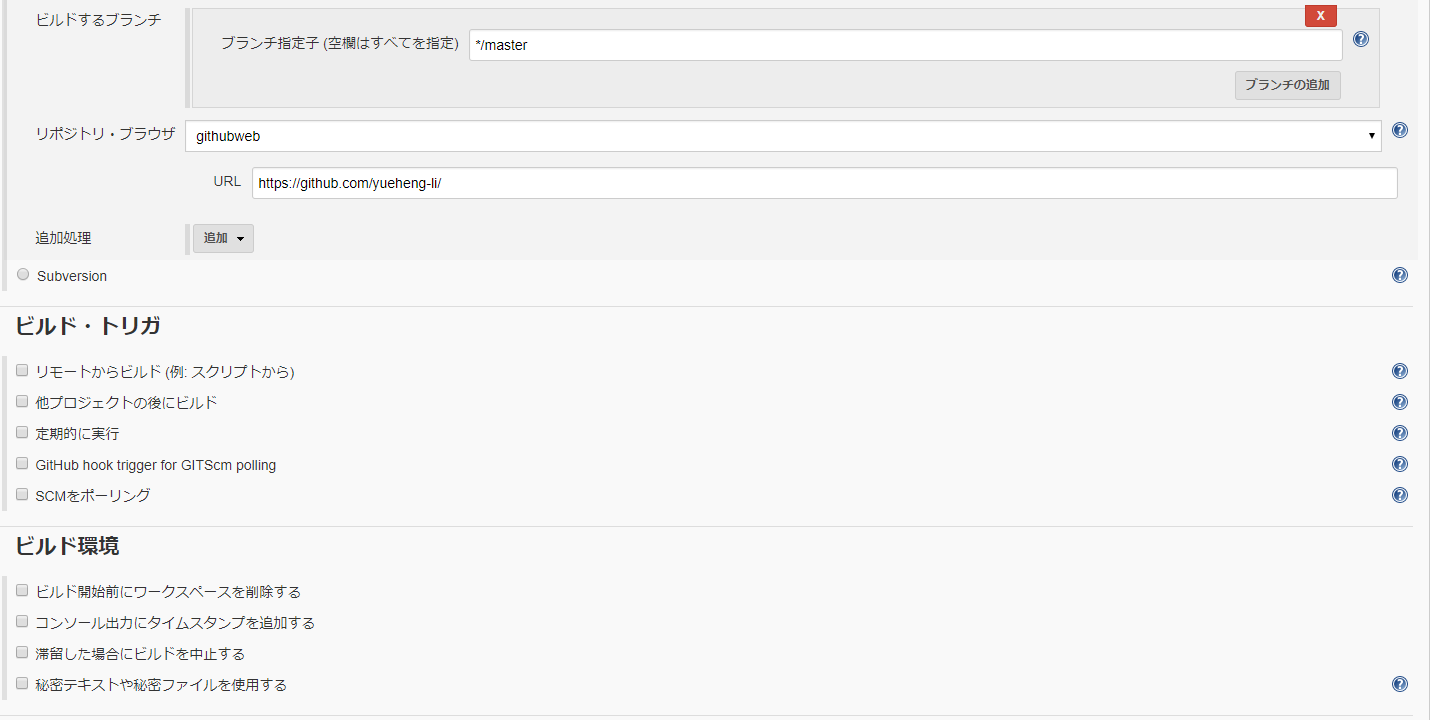 ビルドするブランチ
X
ブランチ指定子 (空欄はすべてを指定) */master
ブランチの追加
リポジトリ・ブラウザ githubweb
URL https://github.com/yueheng-li/
追加処理 追加
Subversion
ビルド・トリガ
リモートからビルド (例: スクリプトから)
他プロジェクトの後にビルド
定期的に実行
GitHub hook trigger for GITScm polling
SCMをポーリング
ビルド環境
ビルド開始前にワークスペースを削除する
コンソール出力にタイムスタンプを追加する
滞留した場合にビルドを中止する
秘密テキストや秘密ファイルを使用する